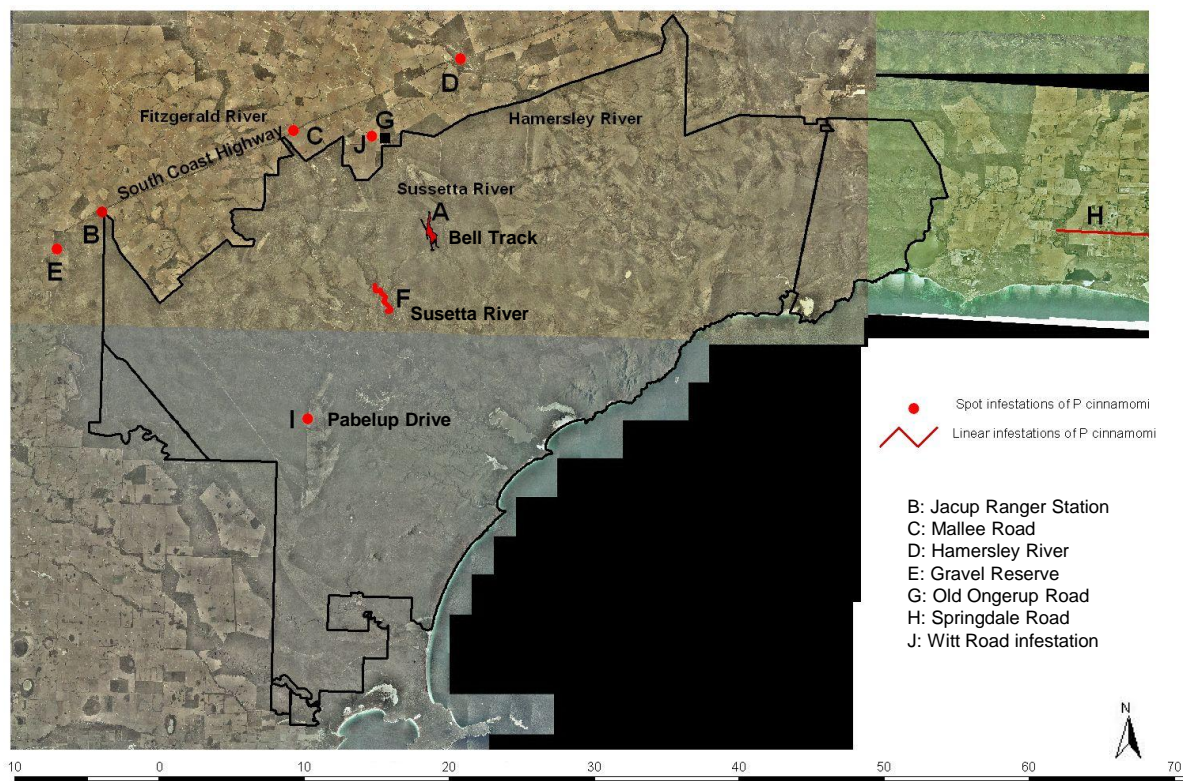 D
Fitzgerald River
G
Hamersley River
C
J
South Coast Highway
Sussetta River
A
H
B
Bell Track
E
F
Susetta River
I
Pabelup Drive
Spot infestations of P cinnamomi
Linear infestations of P cinnamomi
B: Jacup Ranger Station
C: Mallee Road
D: Hamersley River
E: Gravel Reserve
G: Old Ongerup Road
H: Springdale Road
J: Witt Road infestation
N
10 0 10 20 30 40 50 60 70